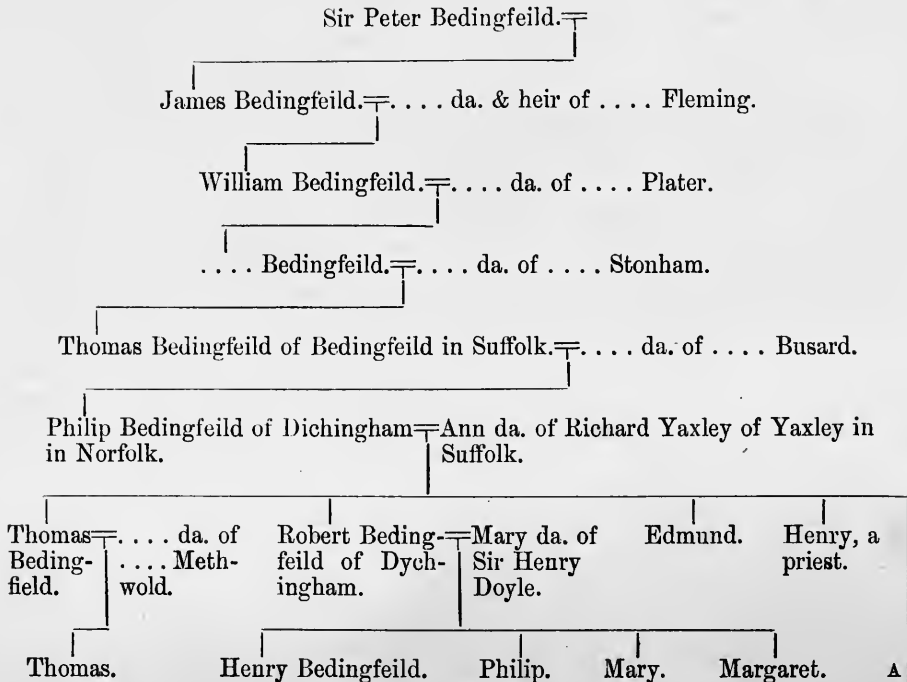 Sir Peter Bedingfeild.
James Bedingfeild. . . . . da. & heir of . . . . Fleming.
William Bedingfeild. . . . . da. of . . . . Plater.
. . . . Bedingfeild. . . . . da. of . . . . Stonham.
Thomas Bedingfeild of Bedingfeild in Suffolk. . . . . da. of . . . . Busard.
Philip Bedingfeild of Dichingham Ann da. of Richard Yaxley of Yaxley in
in Norfolk. Suffolk.
Thomas . . . . da. of Robert Beding- Mary da. of Edmund. Henry, a
Beding- . . . . Meth- feild of Dych- Sir Henry priest.
field. wold. ingham. Doyle.
Thomas. Henry Bedingfeild. Philip. Mary. Margaret. A